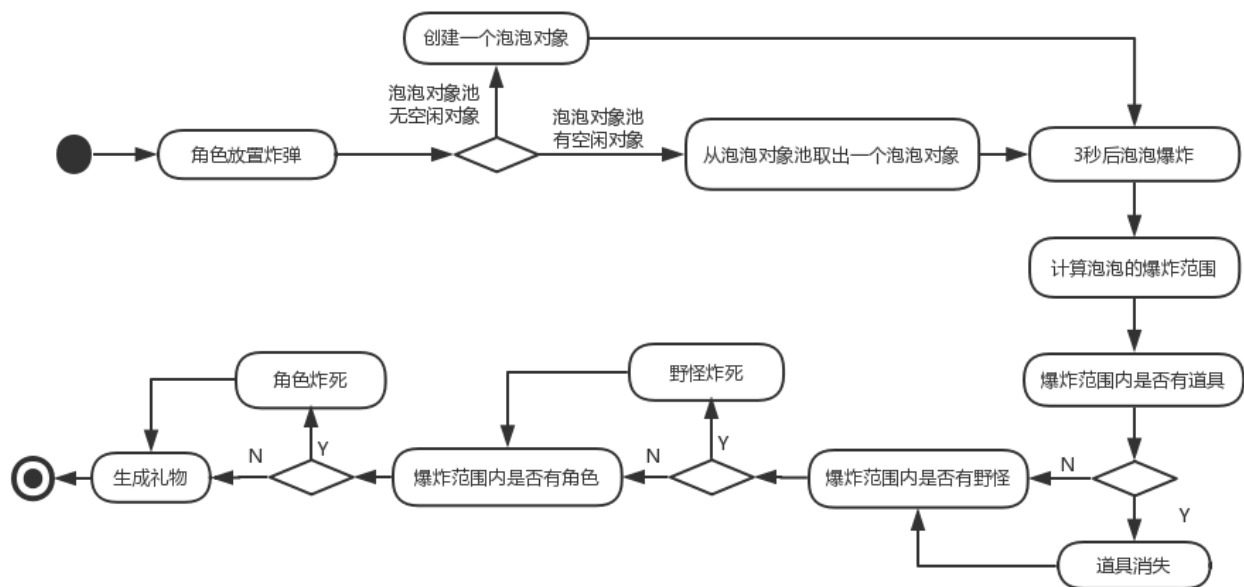 创建一个泡泡对象
泡泡对象池
无空闲对象
泡泡对象池
有空闲对象
角色放置炸弹
从泡泡对象池取出一个泡泡对象
3秒后泡泡爆炸
计算泡泡的爆炸范围
爆炸范围内是否有道具
角色炸死
野怪炸死
Y
N
Y
N
N
Y
生成礼物
爆炸范围内是否有角色
爆炸范围内是否有野怪
道具消失